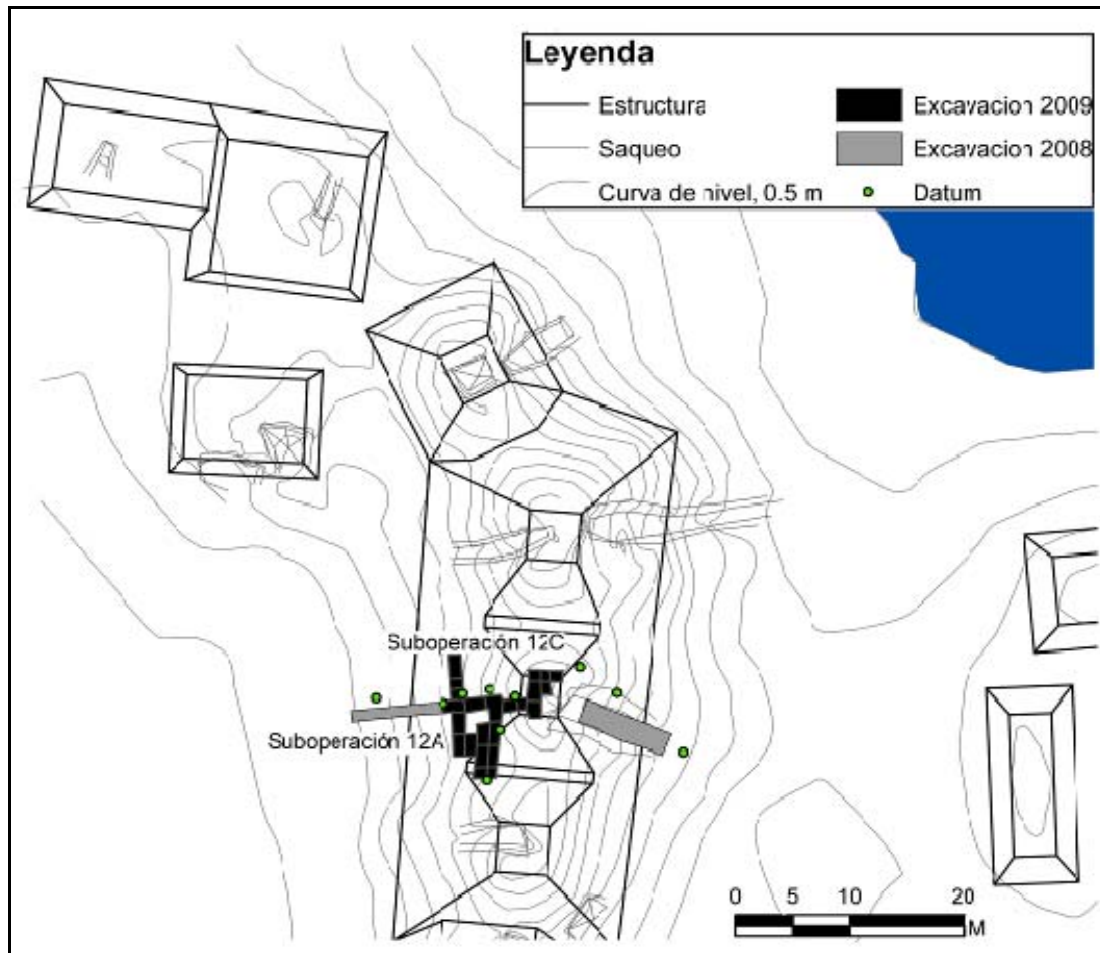 Leyenda
Estructura
Saqueo
Curva de nivel, 0.5 m
Excavacion 2009
Excavacion 2008
Datum
Suboperación 12C
Suboperación 12A
0 5 10 20
M